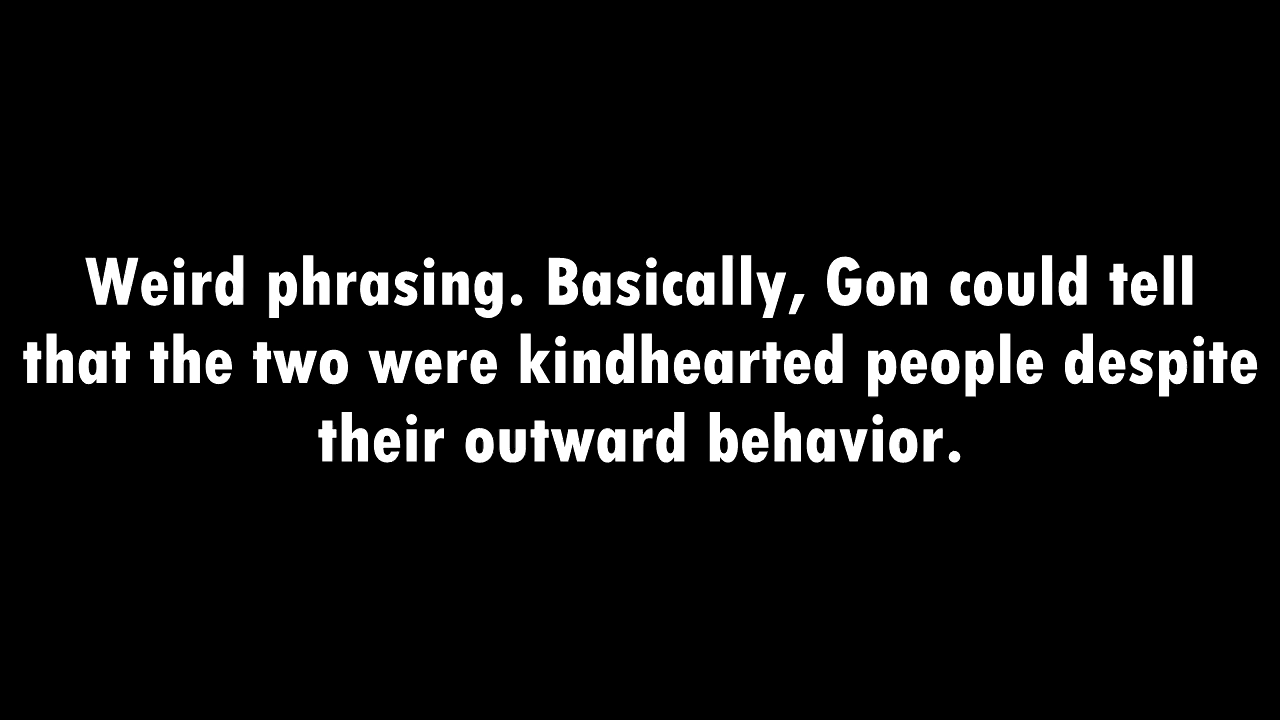 Weird phrasing. Basically, Gon could tell
that the two were kindhearted people despite
their outward behavior.